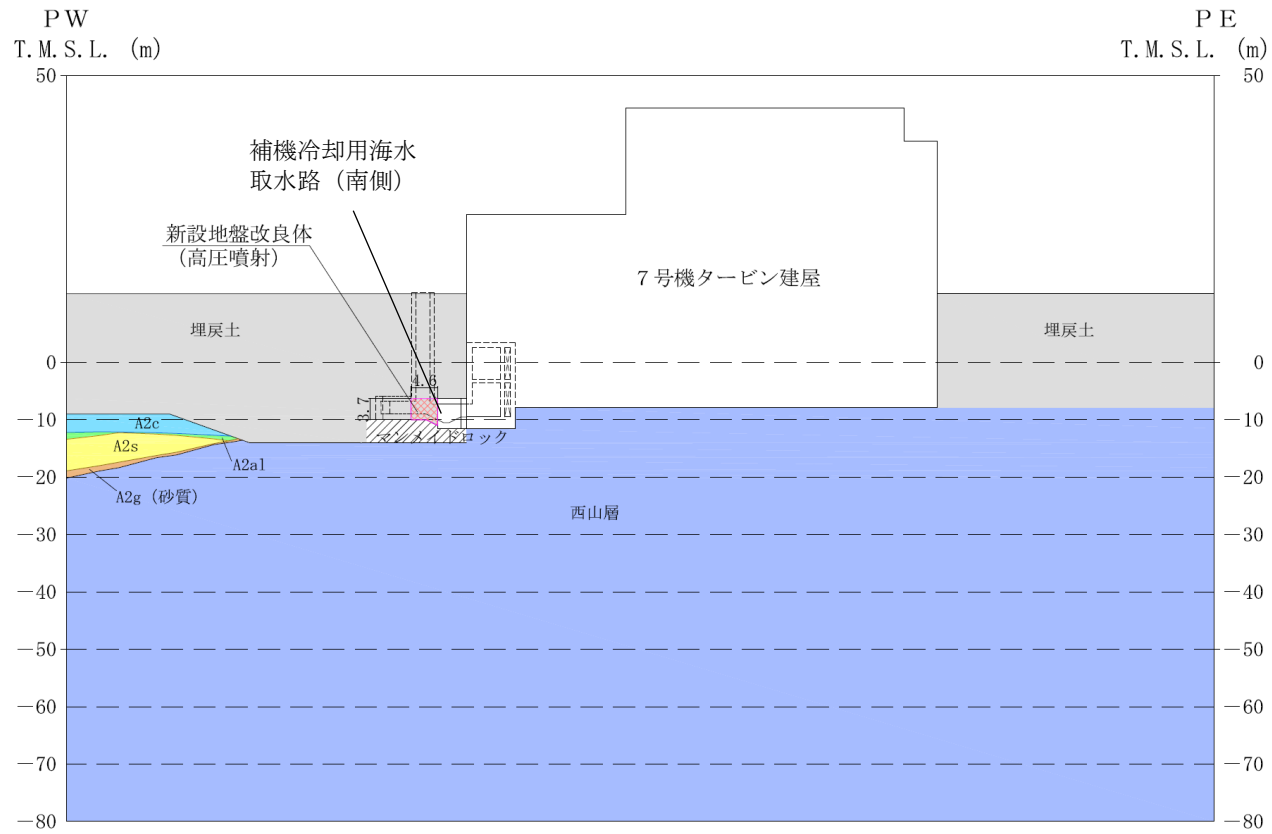 ＰＷ
ＰＥ
T.M.S.L. (m)
T.M.S.L. (m)
50
50
補機冷却用海水
取水路（南側）
新設地盤改良体
（高圧噴射）
７号機タービン建屋
埋戻土
埋戻土
0
0
4.6
3.7
－10
－10
A2c
マンメイドロック
A2s
A2al
－20
－20
A2g（砂質）
西山層
－30
－30
－40
－40
－50
－50
－60
－60
－70
－70
－80
－80